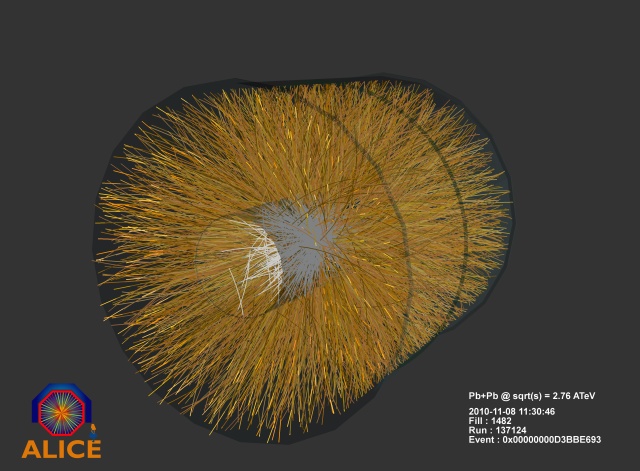 Pb+Pb @ sqrt(s) = 2.76 ATeV
2010-11-08 11:30:46
Fill : 1482
Run : 137124
Event : 0x00000000D3BBE693
ALICE